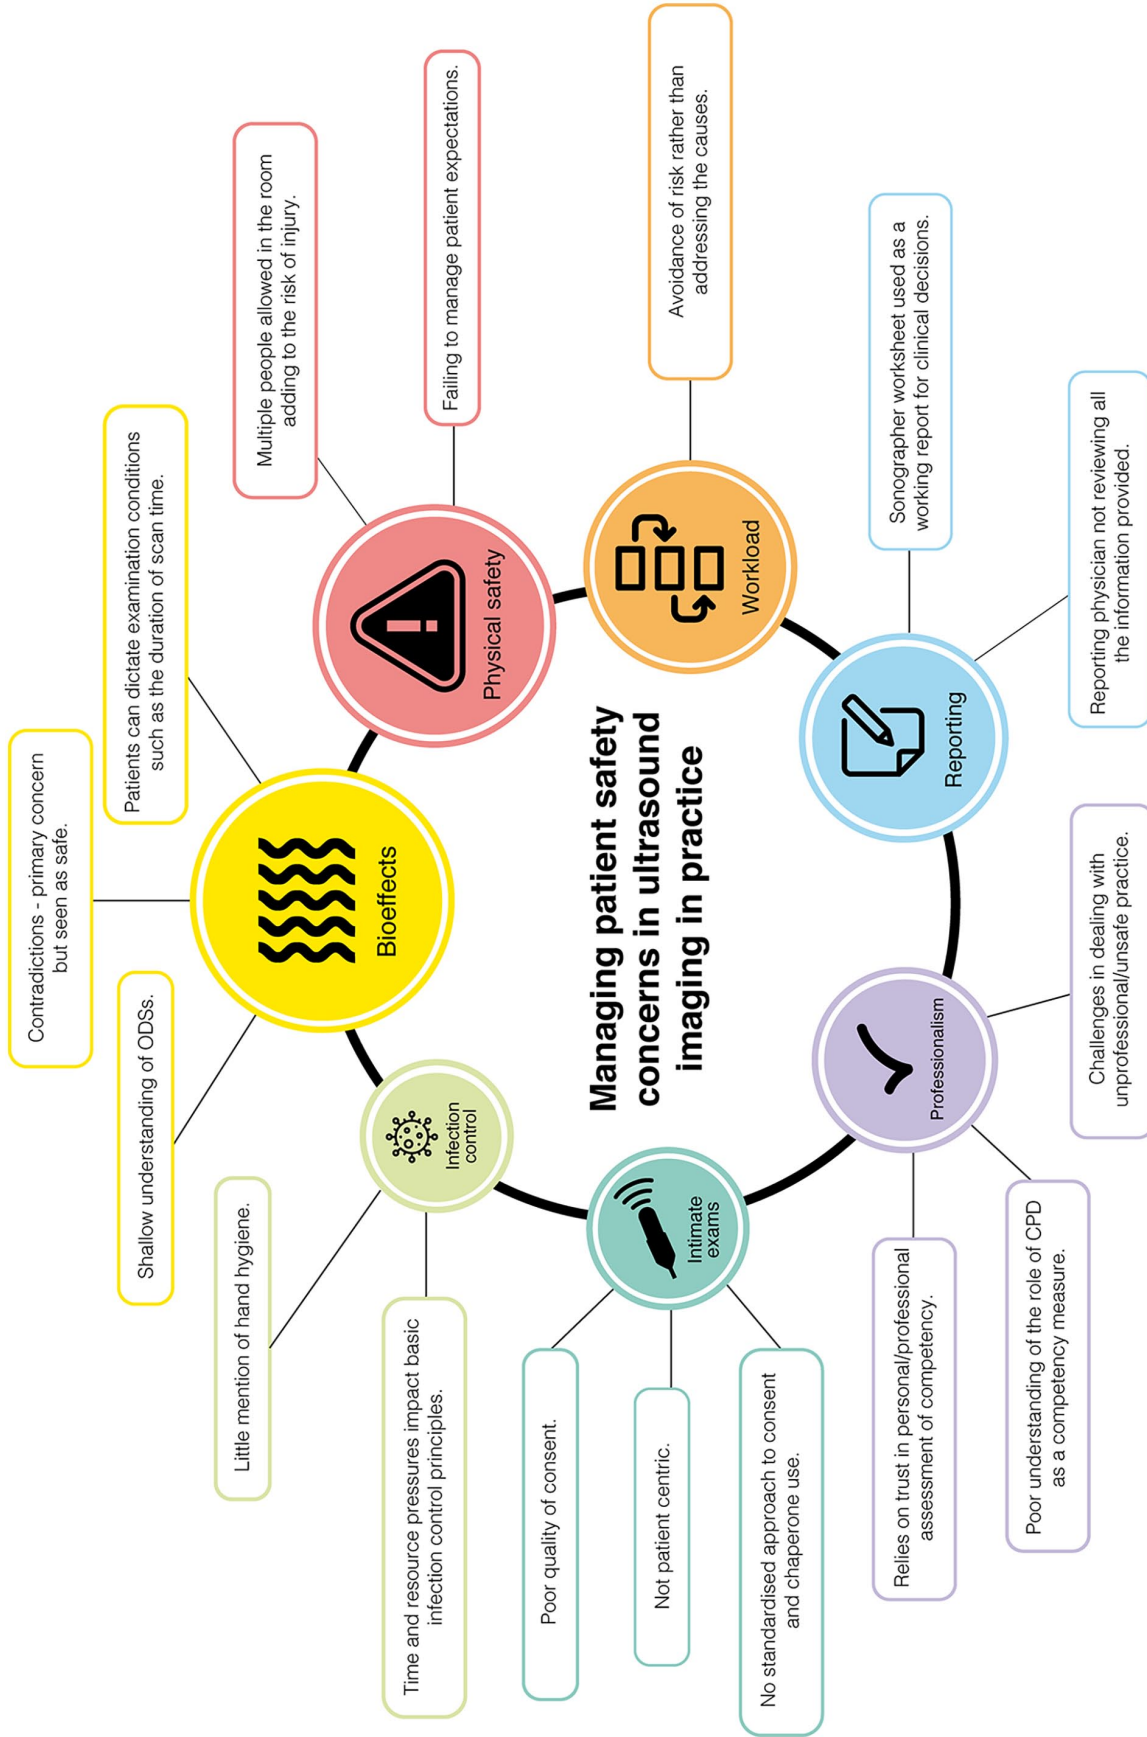 Managing patient safety
concerns in ultrasound
imaging in practice
Bioeffects
Shallow understanding of ODSs.
Contradictions - primary concern
but seen as safe.
Patients can dictate examination conditions
such as the duration of scan time.
Physical safety
Multiple people allowed in the room
adding to the risk of injury.
Failing to manage patient expectations.
Workload
Avoidance of risk rather than
addressing the causes.
Reporting
Sonographer worksheet used as a
working report for clinical decisions.
Reporting physician not reviewing all
the information provided.
Professionalism
Challenges in dealing with
unprofessional/unsafe practice.
Poor understanding of the role of CPD
as a competency measure.
Relies on trust in personal/professional
assessment of competency.
Intimate
exams
No standardised approach to consent
and chaperone use.
Not patient centric.
Poor quality of consent.
Infection
control
Time and resource pressures impact basic
infection control principles.
Little mention of hand hygiene.